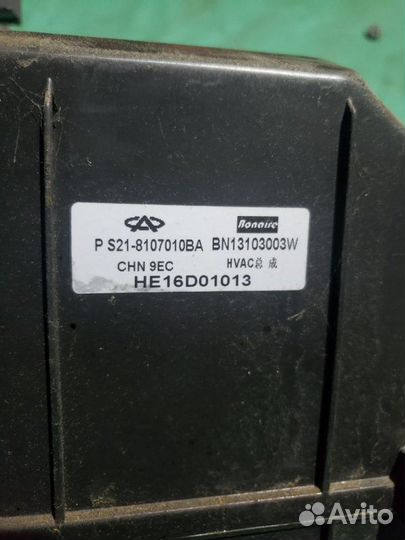 Bonaire
P S21-8107010BA BN13103003W
CHN 9EC HVAC总成
HE16D01013
Avito